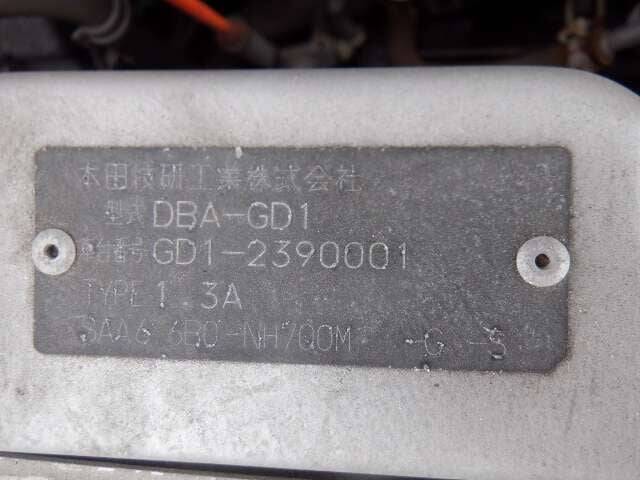 本田技研工業株式会社
型式 DBA-GD1
車台番号 GD1-2390001
TYPE 1.3A
SAA6 6B0-NH700M -G -S